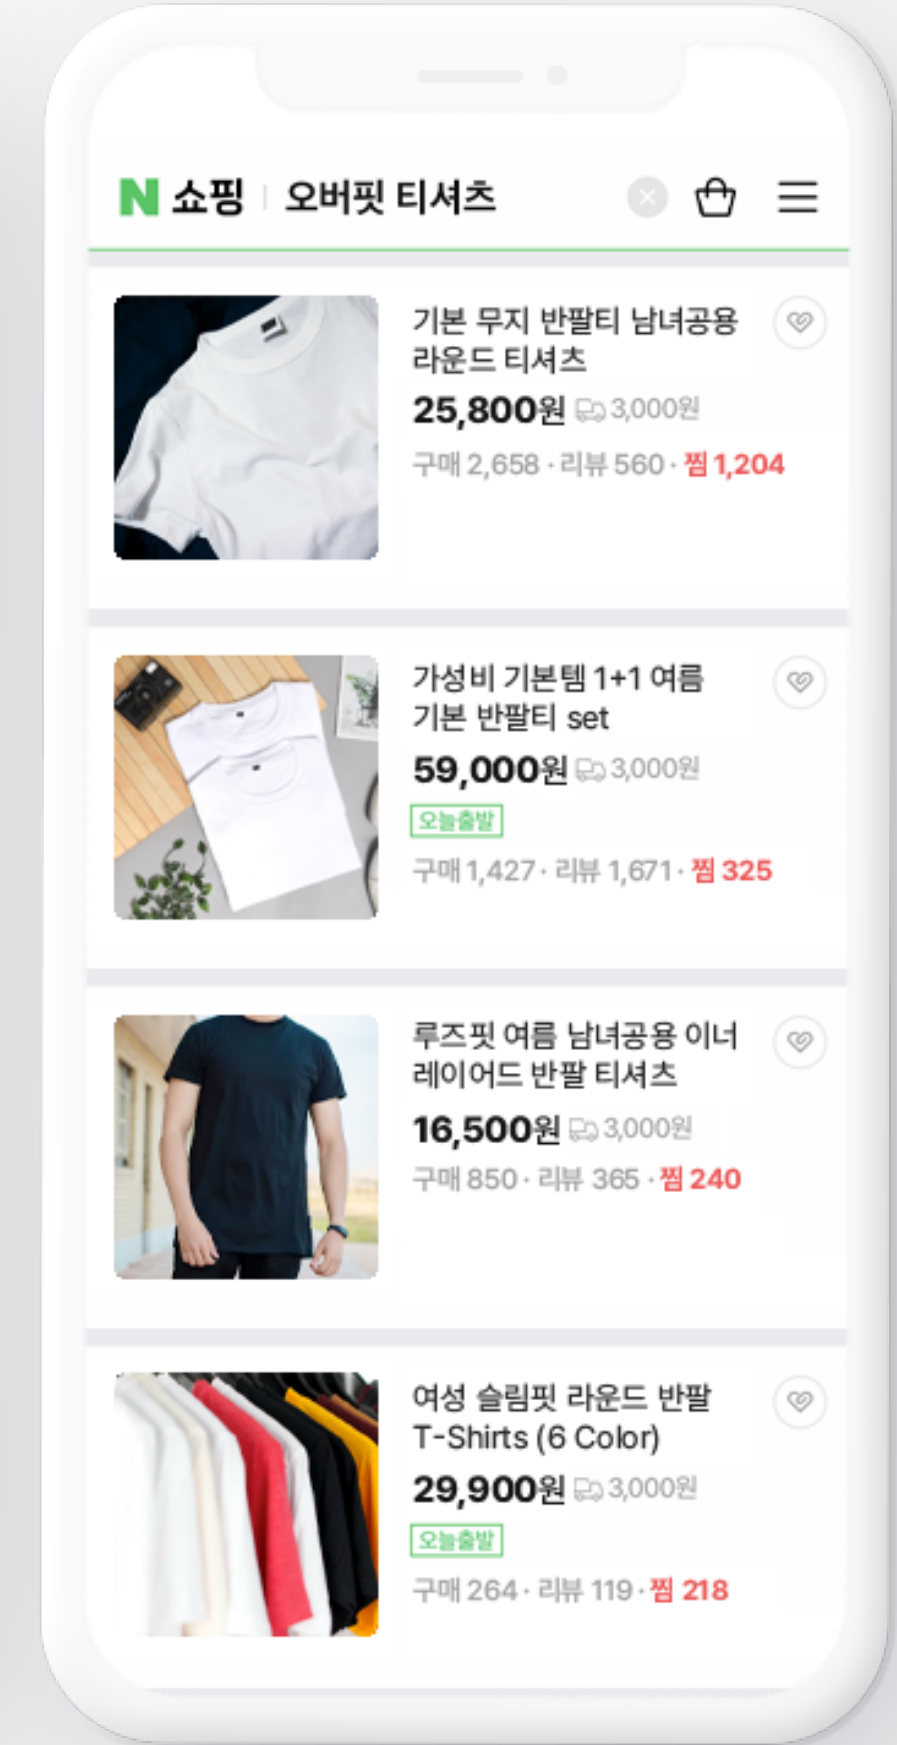 N 쇼핑 오버핏 티셔츠
기본 무지 반팔티 남녀공용
라운드 티셔츠
25,800원 3,000원
구매 2,658 · 리뷰 560 · 찜 1,204
가성비 기본템 1+1 여름
기본 반팔티 set
59,000원 3,000원
오늘출발
구매 1,427 · 리뷰 1,671 · 찜 325
루즈핏 여름 남녀공용 이너
레이어드 반팔 티셔츠
16,500원 3,000원
구매 850 · 리뷰 365 · 찜 240
여성 슬림핏 라운드 반팔
T-Shirts (6 Color)
29,900원 3,000원
오늘출발
구매 264 · 리뷰 119 · 찜 218